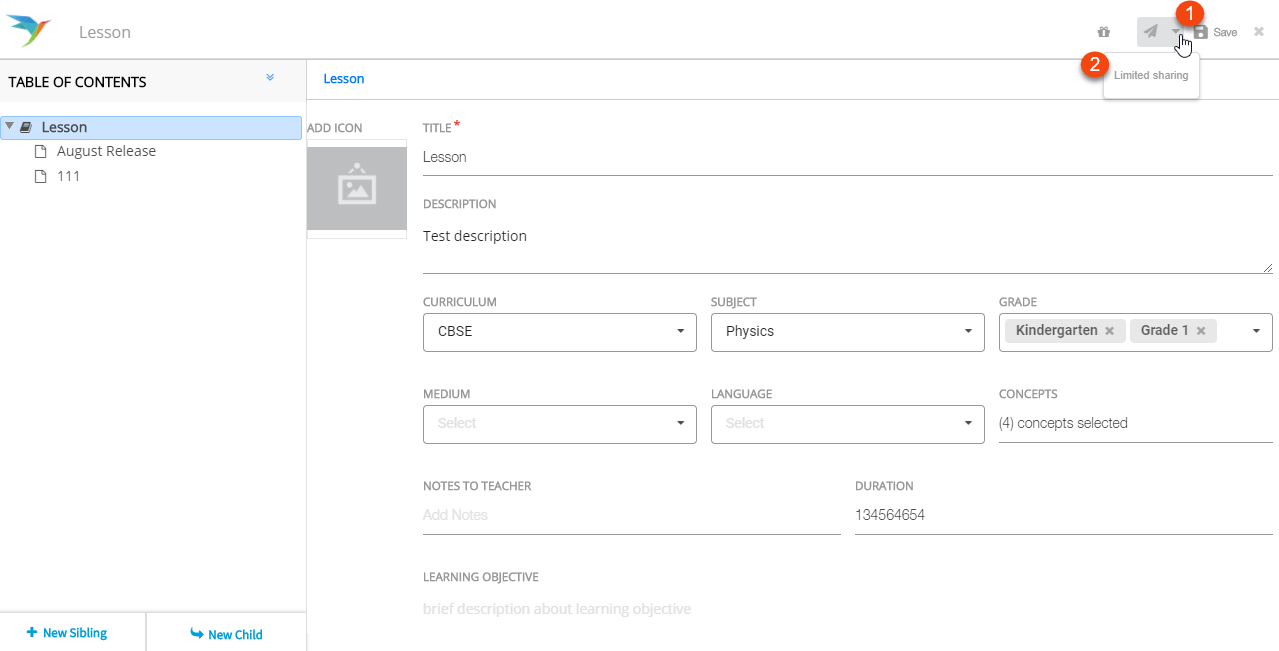 Lesson
1
Save
TABLE OF CONTENTS
Lesson
2
Limited sharing
Lesson
August Release
111
ADD ICON
TITLE*
Lesson
DESCRIPTION
Test description
CURRICULUM SUBJECT GRADE
CBSE Physics Kindergarten × Grade 1 ×
MEDIUM LANGUAGE CONCEPTS
Select Select (4) concepts selected
NOTES TO TEACHER DURATION
Add Notes 134564654
LEARNING OBJECTIVE
brief description about learning objective
New Sibling New Child